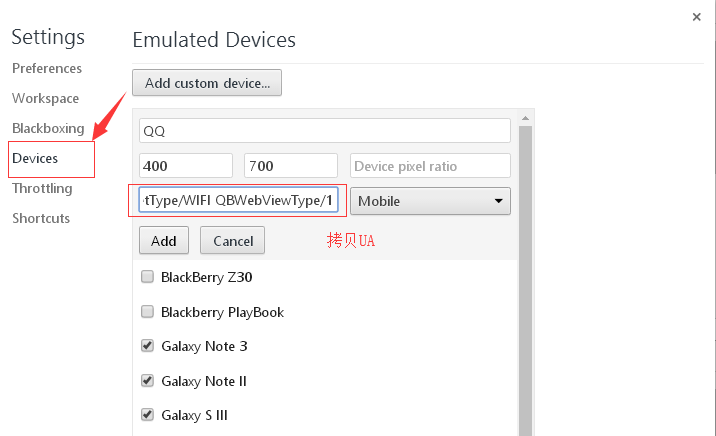 Settings
Emulated Devices
Preferences
Workspace
Blackboxing
Devices
Throttling
Shortcuts
Add custom device...
QQ
400 700 Device pixel ratio
tType/WIFI QBWebViewType/1 Mobile
Add Cancel 拷贝UA
BlackBerry Z30
Blackberry PlayBook
Galaxy Note 3
Galaxy Note II
Galaxy S III